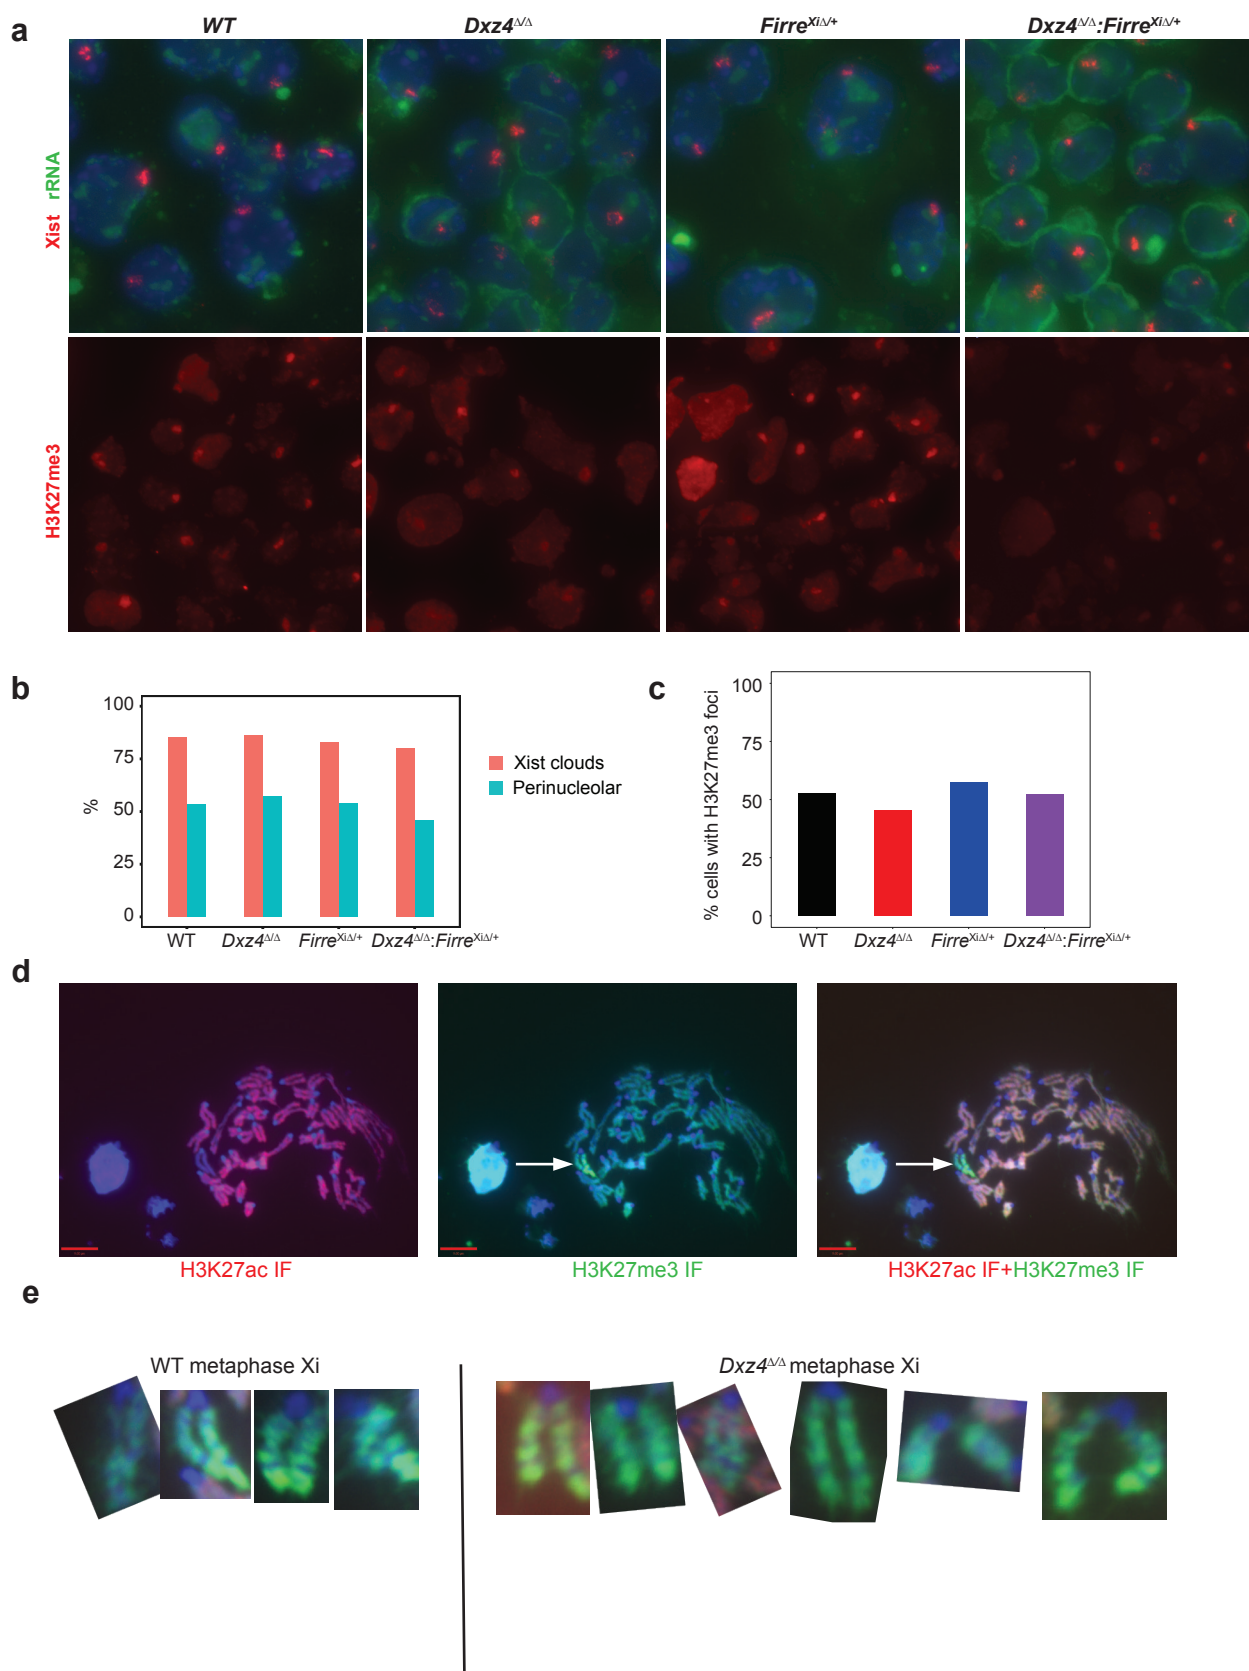 a
WT
Dxz4Δ/Δ
FirreXiΔ/+
Dxz4Δ/Δ:FirreXiΔ/+
Xist rRNA
H3K27me3
b
100
75
50
25
0
%
WT
Dxz4Δ/Δ
FirreXiΔ/+
Dxz4Δ/Δ:FirreXiΔ/+
Xist clouds
Perinucleolar
c
% cells with H3K27me3 foci
100
75
50
25
0
WT
Dxz4Δ/Δ
FirreXiΔ/+
Dxz4Δ/Δ:FirreXiΔ/+
d
H3K27ac IF
H3K27me3 IF
H3K27ac IF+H3K27me3 IF
e
WT metaphase Xi
Dxz4Δ/Δ metaphase Xi